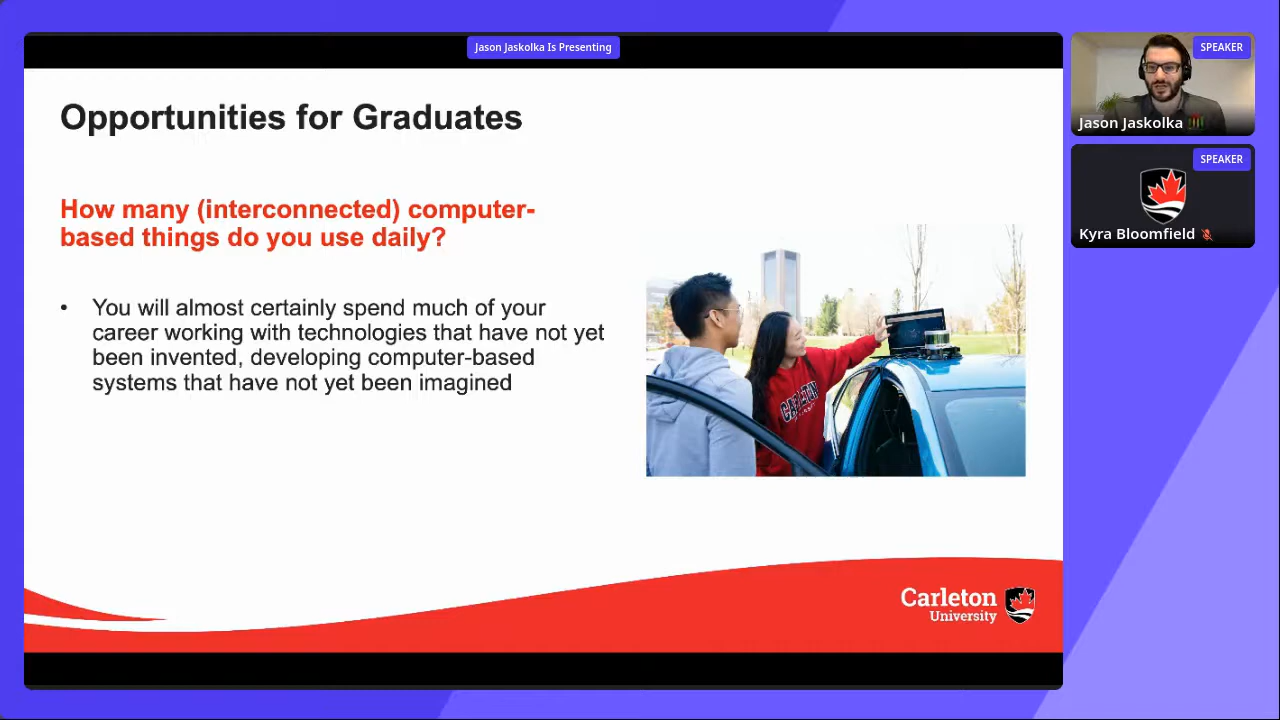 Jason Jaskolka Is Presenting
Opportunities for Graduates
How many (interconnected) computer-
based things do you use daily?
• You will almost certainly spend much of your
career working with technologies that have not yet
been invented, developing computer-based
systems that have not yet been imagined
CARLETON
Carleton
University
SPEAKER
Jason Jaskolka
SPEAKER
Kyra Bloomfield